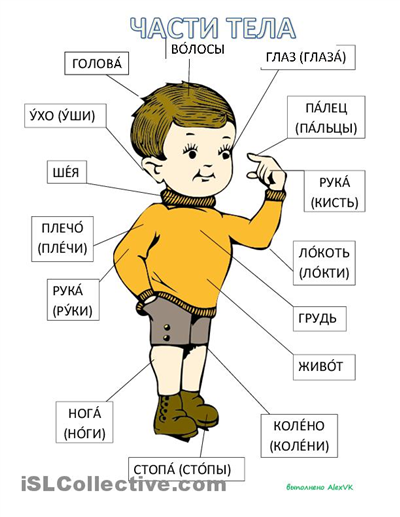 ЧАСТИ ТЕЛА
ВО́ЛОСЫ
ГОЛОВА́
ГЛАЗ (ГЛАЗА́)
У́ХО (У́ШИ)
ПА́ЛЕЦ
(ПА́ЛЬЦЫ)
ШЕ́Я
РУКА́
(КИСТЬ)
ПЛЕЧО́
(ПЛЕ́ЧИ)
ЛО́КОТЬ
(ЛО́КТИ)
РУКА́
(РУ́КИ)
ГРУДЬ
ЖИВО́Т
НОГА́
(НО́ГИ)
КОЛЕ́НО
(КОЛЕ́НИ)
СТОПА́ (СТО́ПЫ)
iSLCollective.com
выполнено AlexVK